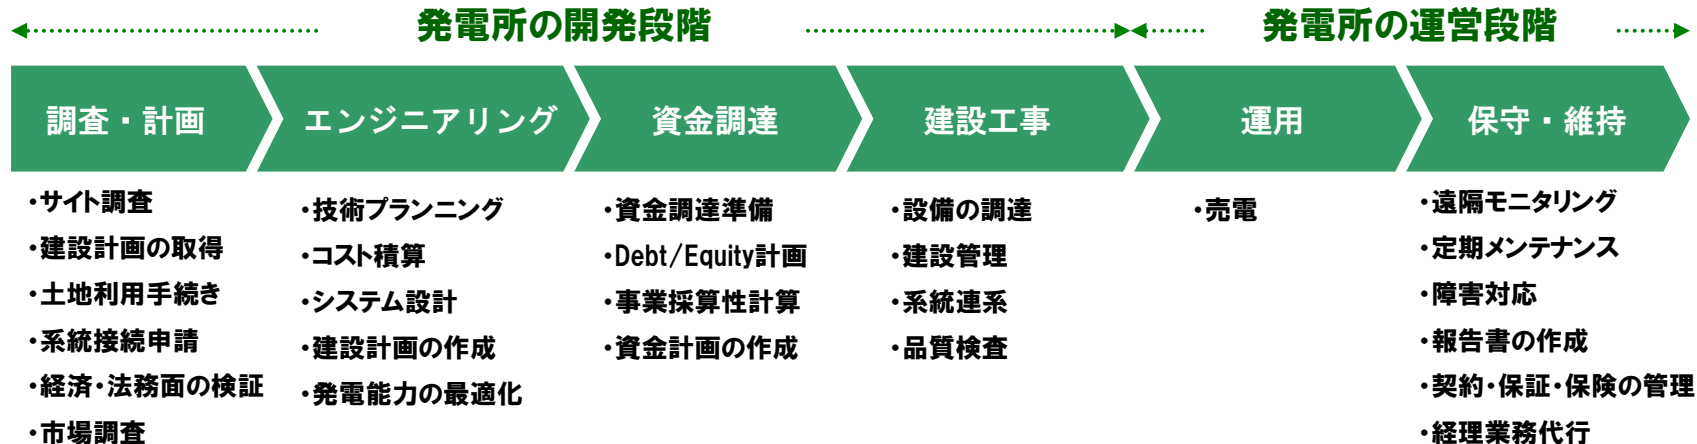 発電所の開発段階
発電所の運営段階
調査・計画
エンジニアリング
資金調達
建設工事
運用
保守・維持
・サイト調査
・建設計画の取得
・土地利用手続き
・系統接続申請
・経済・法務面の検証
・市場調査
・技術プランニング
・コスト積算
・システム設計
・建設計画の作成
・発電能力の最適化
・資金調達準備
・Debt/Equity計画
・事業採算性計算
・資金計画の作成
・設備の調達
・建設管理
・系統連系
・品質検査
・売電
・遠隔モニタリング
・定期メンテナンス
・障害対応
・報告書の作成
・契約・保証・保険の管理
・経理業務代行